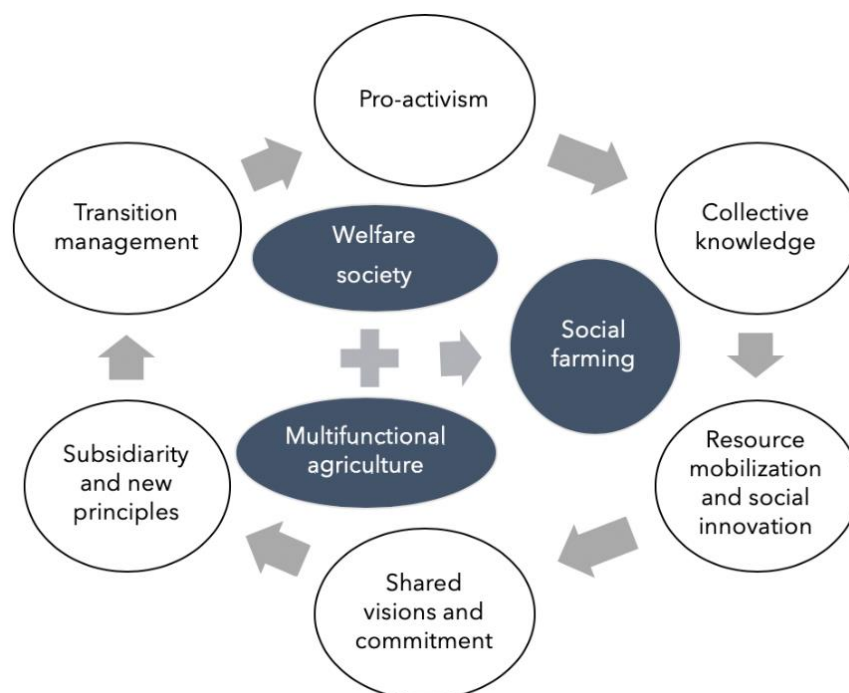 Pro-activism
Transition
management
Collective
knowledge
Welfare
society
Social
farming
Multifunctional
agriculture
Subsidiarity
and new
principles
Resource
mobilization
and social
innovation
Shared
visions and
commitment